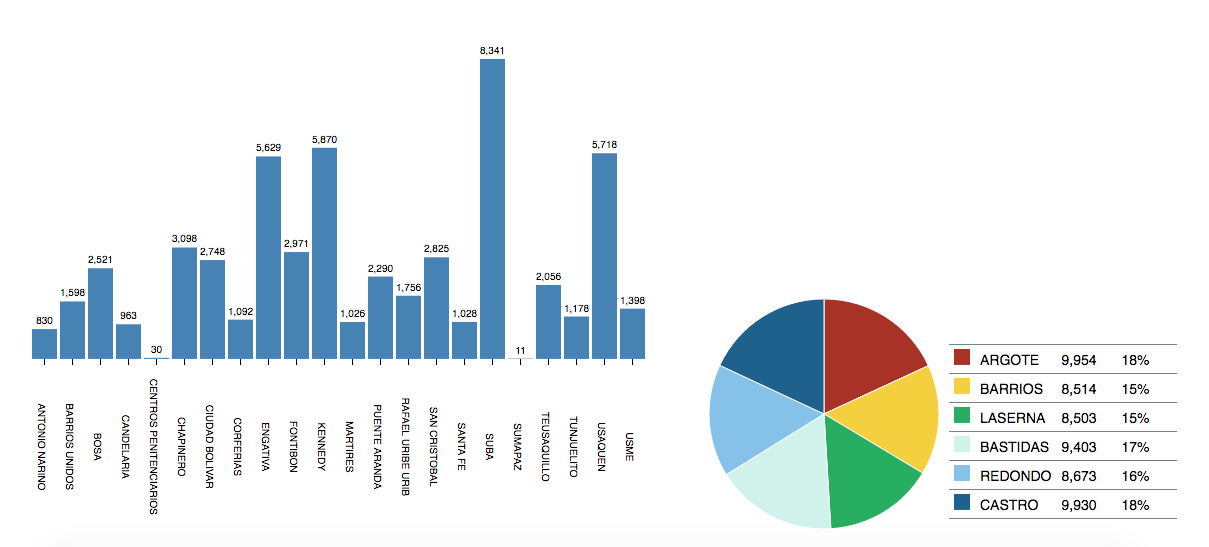 8,341
5,870
5,718
5,629
3,098
2,971
2,825
2,748
2,521
2,290
2,056
1,756
1,598
1,398
1,178
1,092
1,026
1,028
963
830
30
11
ANTONIO NARINO
BARRIOS UNIDOS
BOSA
CANDELARIA
CENTROS PENITENCIARIOS
CHAPINERO
CIUDAD BOLIVAR
CORFERIAS
ENGATIVA
FONTIBON
KENNEDY
MARTIRES
PUENTE ARANDA
RAFAEL URIBE URIB
SAN CRISTOBAL
SANTA FE
SUBA
SUMAPAZ
TEUSAQUILLO
TUNJUELITO
USAQUEN
USME
ARGOTE 9,954 18%
BARRIOS 8,514 15%
LASERNA 8,503 15%
BASTIDAS 9,403 17%
REDONDO 8,673 16%
CASTRO 9,930 18%